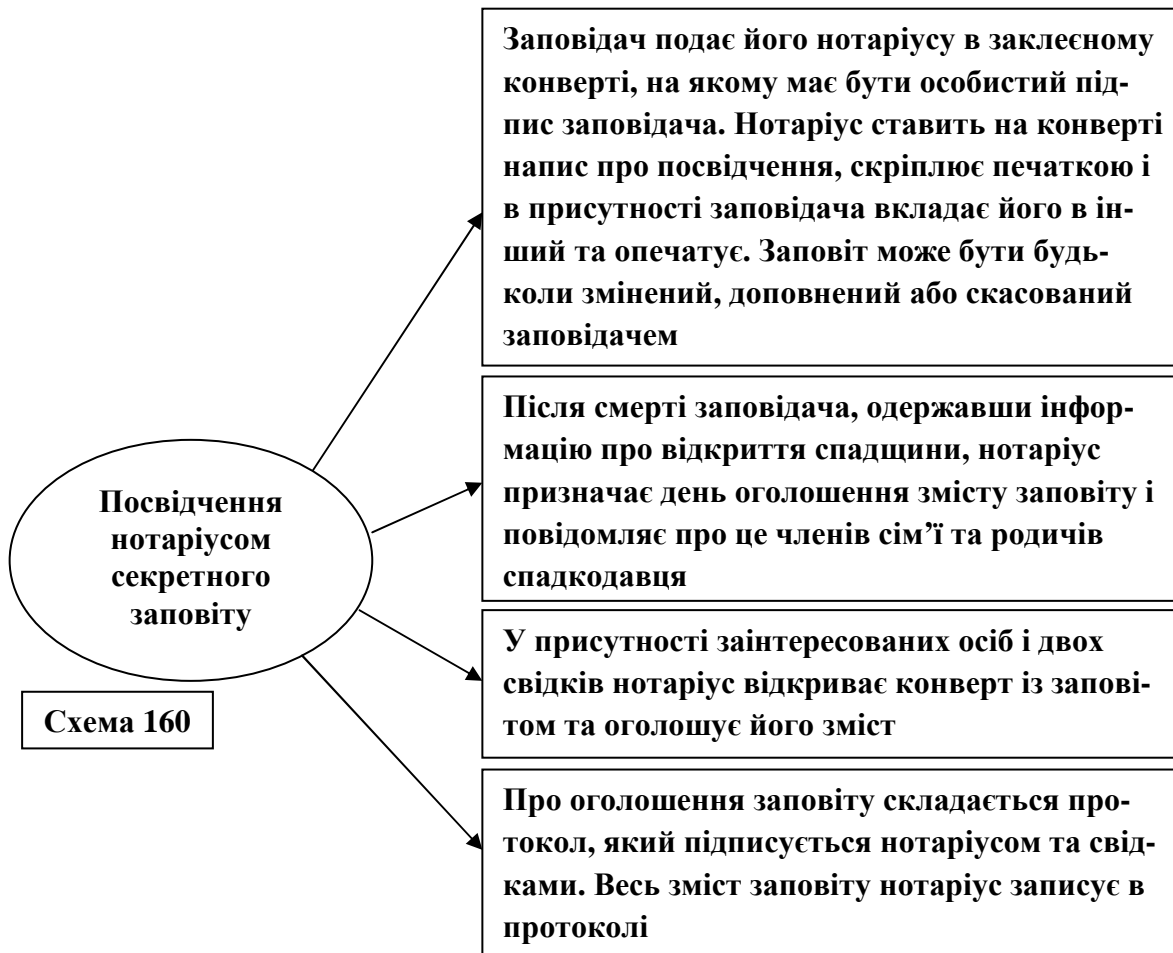 Заповідач подає його нотаріусу в заклеєному
конверті, на якому має бути особистий під-
пис заповідача. Нотаріус ставить на конверті
напис про посвідчення, скріплює печаткою і
в присутності заповідача вкладає його в ін-
ший та опечатує. Заповіт може бути будь-
коли змінений, доповнений або скасований
заповідачем
Після смерті заповідача, одержавши інфор-
мацію про відкриття спадщини, нотаріус
призначає день оголошення змісту заповіту і
повідомляє про це членів сім’ї та родичів
спадкодавця
Посвідчення
нотаріусом
секретного
заповіту
У присутності заінтересованих осіб і двох
свідків нотаріус відкриває конверт із запові-
том та оголошує його зміст
Схема 160
Про оголошення заповіту складається про-
токол, який підписується нотаріусом та свід-
ками. Весь зміст заповіту нотаріус записує в
протоколі